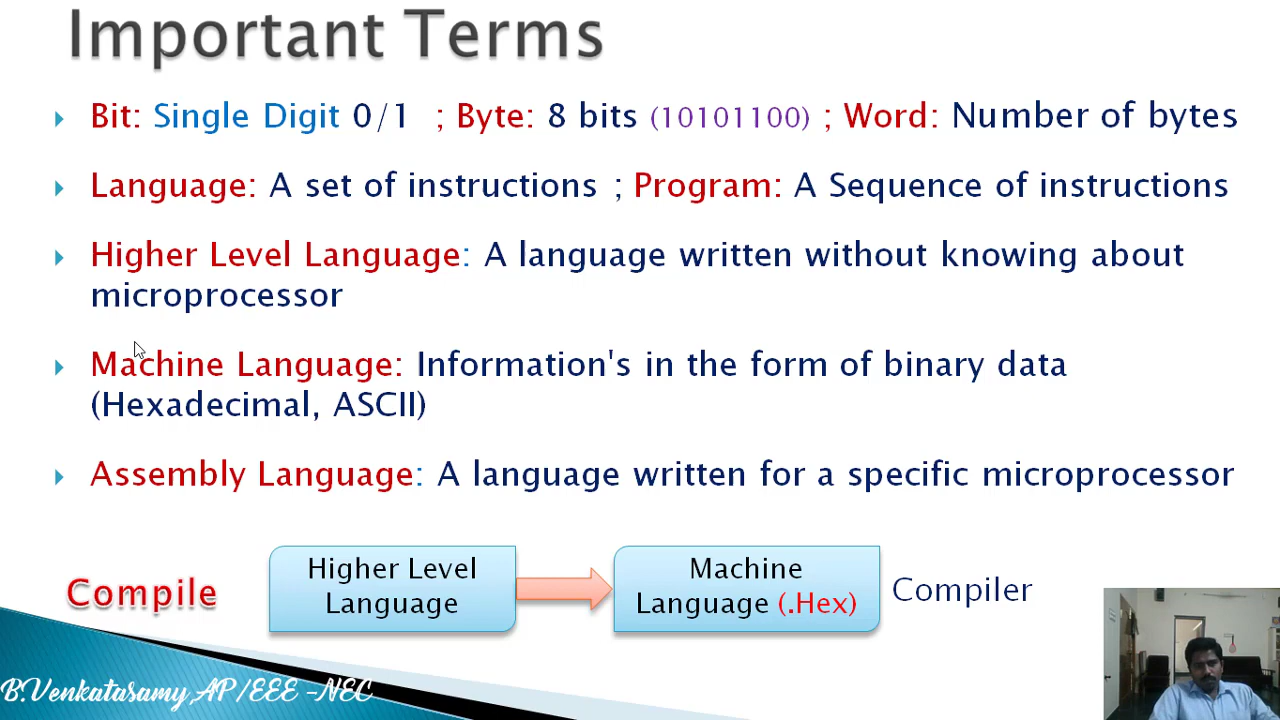 Important Terms
Bit: Single Digit 0/1 ; Byte: 8 bits (10101100) ; Word: Number of bytes
Language: A set of instructions ; Program: A Sequence of instructions
Higher Level Language: A language written without knowing about
microprocessor
Machine Language: Information's in the form of binary data
(Hexadecimal, ASCII)
Assembly Language: A language written for a specific microprocessor
Compile
Higher Level
Language
Machine
Language (.Hex)
Compiler
B.Venkatasamy,AP/EEE -NEC